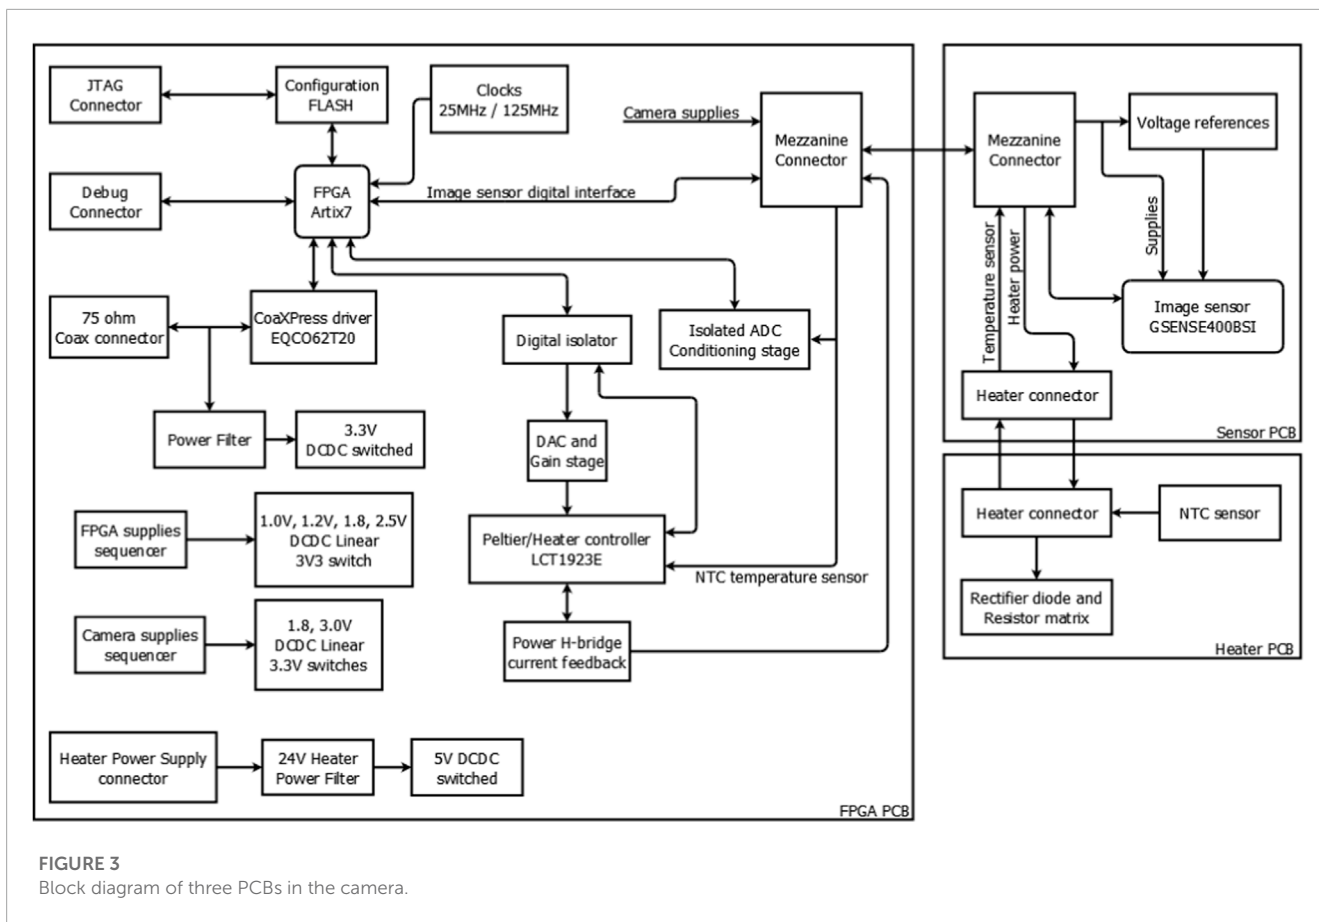 JTAG
Connector
Configuration
FLASH
Clocks
25MHz / 125MHz
Camera supplies
Mezzanine
Connector
Debug
Connector
FPGA
Artix7
Image sensor digital interface
75 ohm
Coax connector
CoaXPress driver
EQCO62T20
Digital isolator
Isolated ADC
Conditioning stage
Power Filter
3.3V
DCDC switched
DAC and
Gain stage
FPGA supplies
sequencer
1.0V, 1.2V, 1.8, 2.5V
DCDC Linear
3V3 switch
Peltier/Heater controller
LCT1923E
NTC temperature sensor
Camera supplies
sequencer
1.8, 3.0V
DCDC Linear
3.3V switches
Power H-bridge
current feedback
Heater Power Supply
connector
24V Heater
Power Filter
5V DCDC
switched
FPGA PCB
Mezzanine
Connector
Voltage references
Temperature sensor
Heater power
Supplies
Image sensor
GSENSE400BSI
Heater connector
Sensor PCB
Heater connector
NTC sensor
Rectifier diode and
Resistor matrix
Heater PCB
FIGURE 3
Block diagram of three PCBs in the camera.